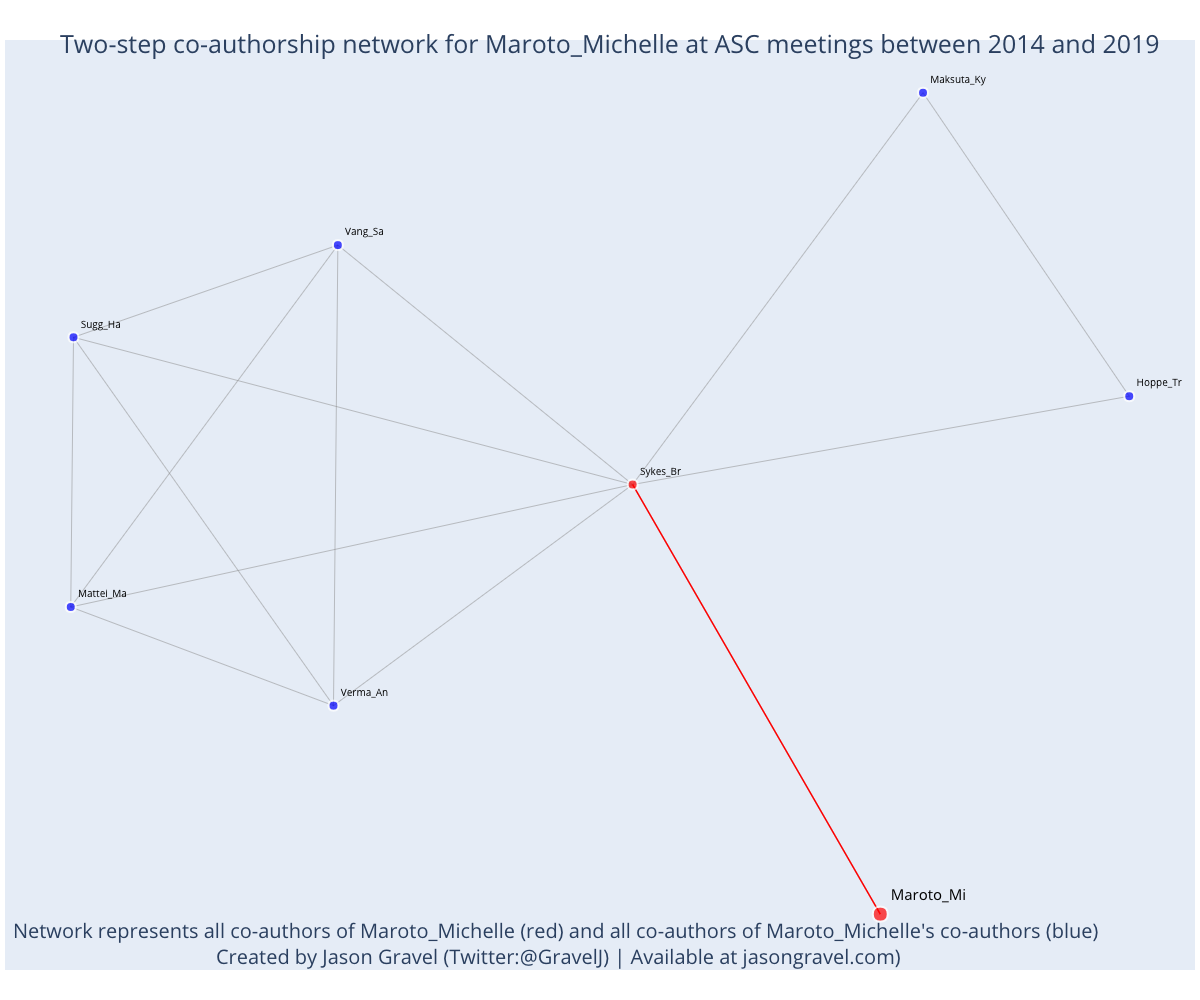 Two-step co-authorship network for Maroto_Michelle at ASC meetings between 2014 and 2019
Maksuta_Ky
Vang_Sa
Sugg_Ha
Hoppe_Tr
Sykes_Br
Mattei_Ma
Verma_An
Maroto_Mi
Network represents all co-authors of Maroto_Michelle (red) and all co-authors of Maroto_Michelle's co-authors (blue)
Created by Jason Gravel (Twitter:@GravelJ) | Available at jasongravel.com)